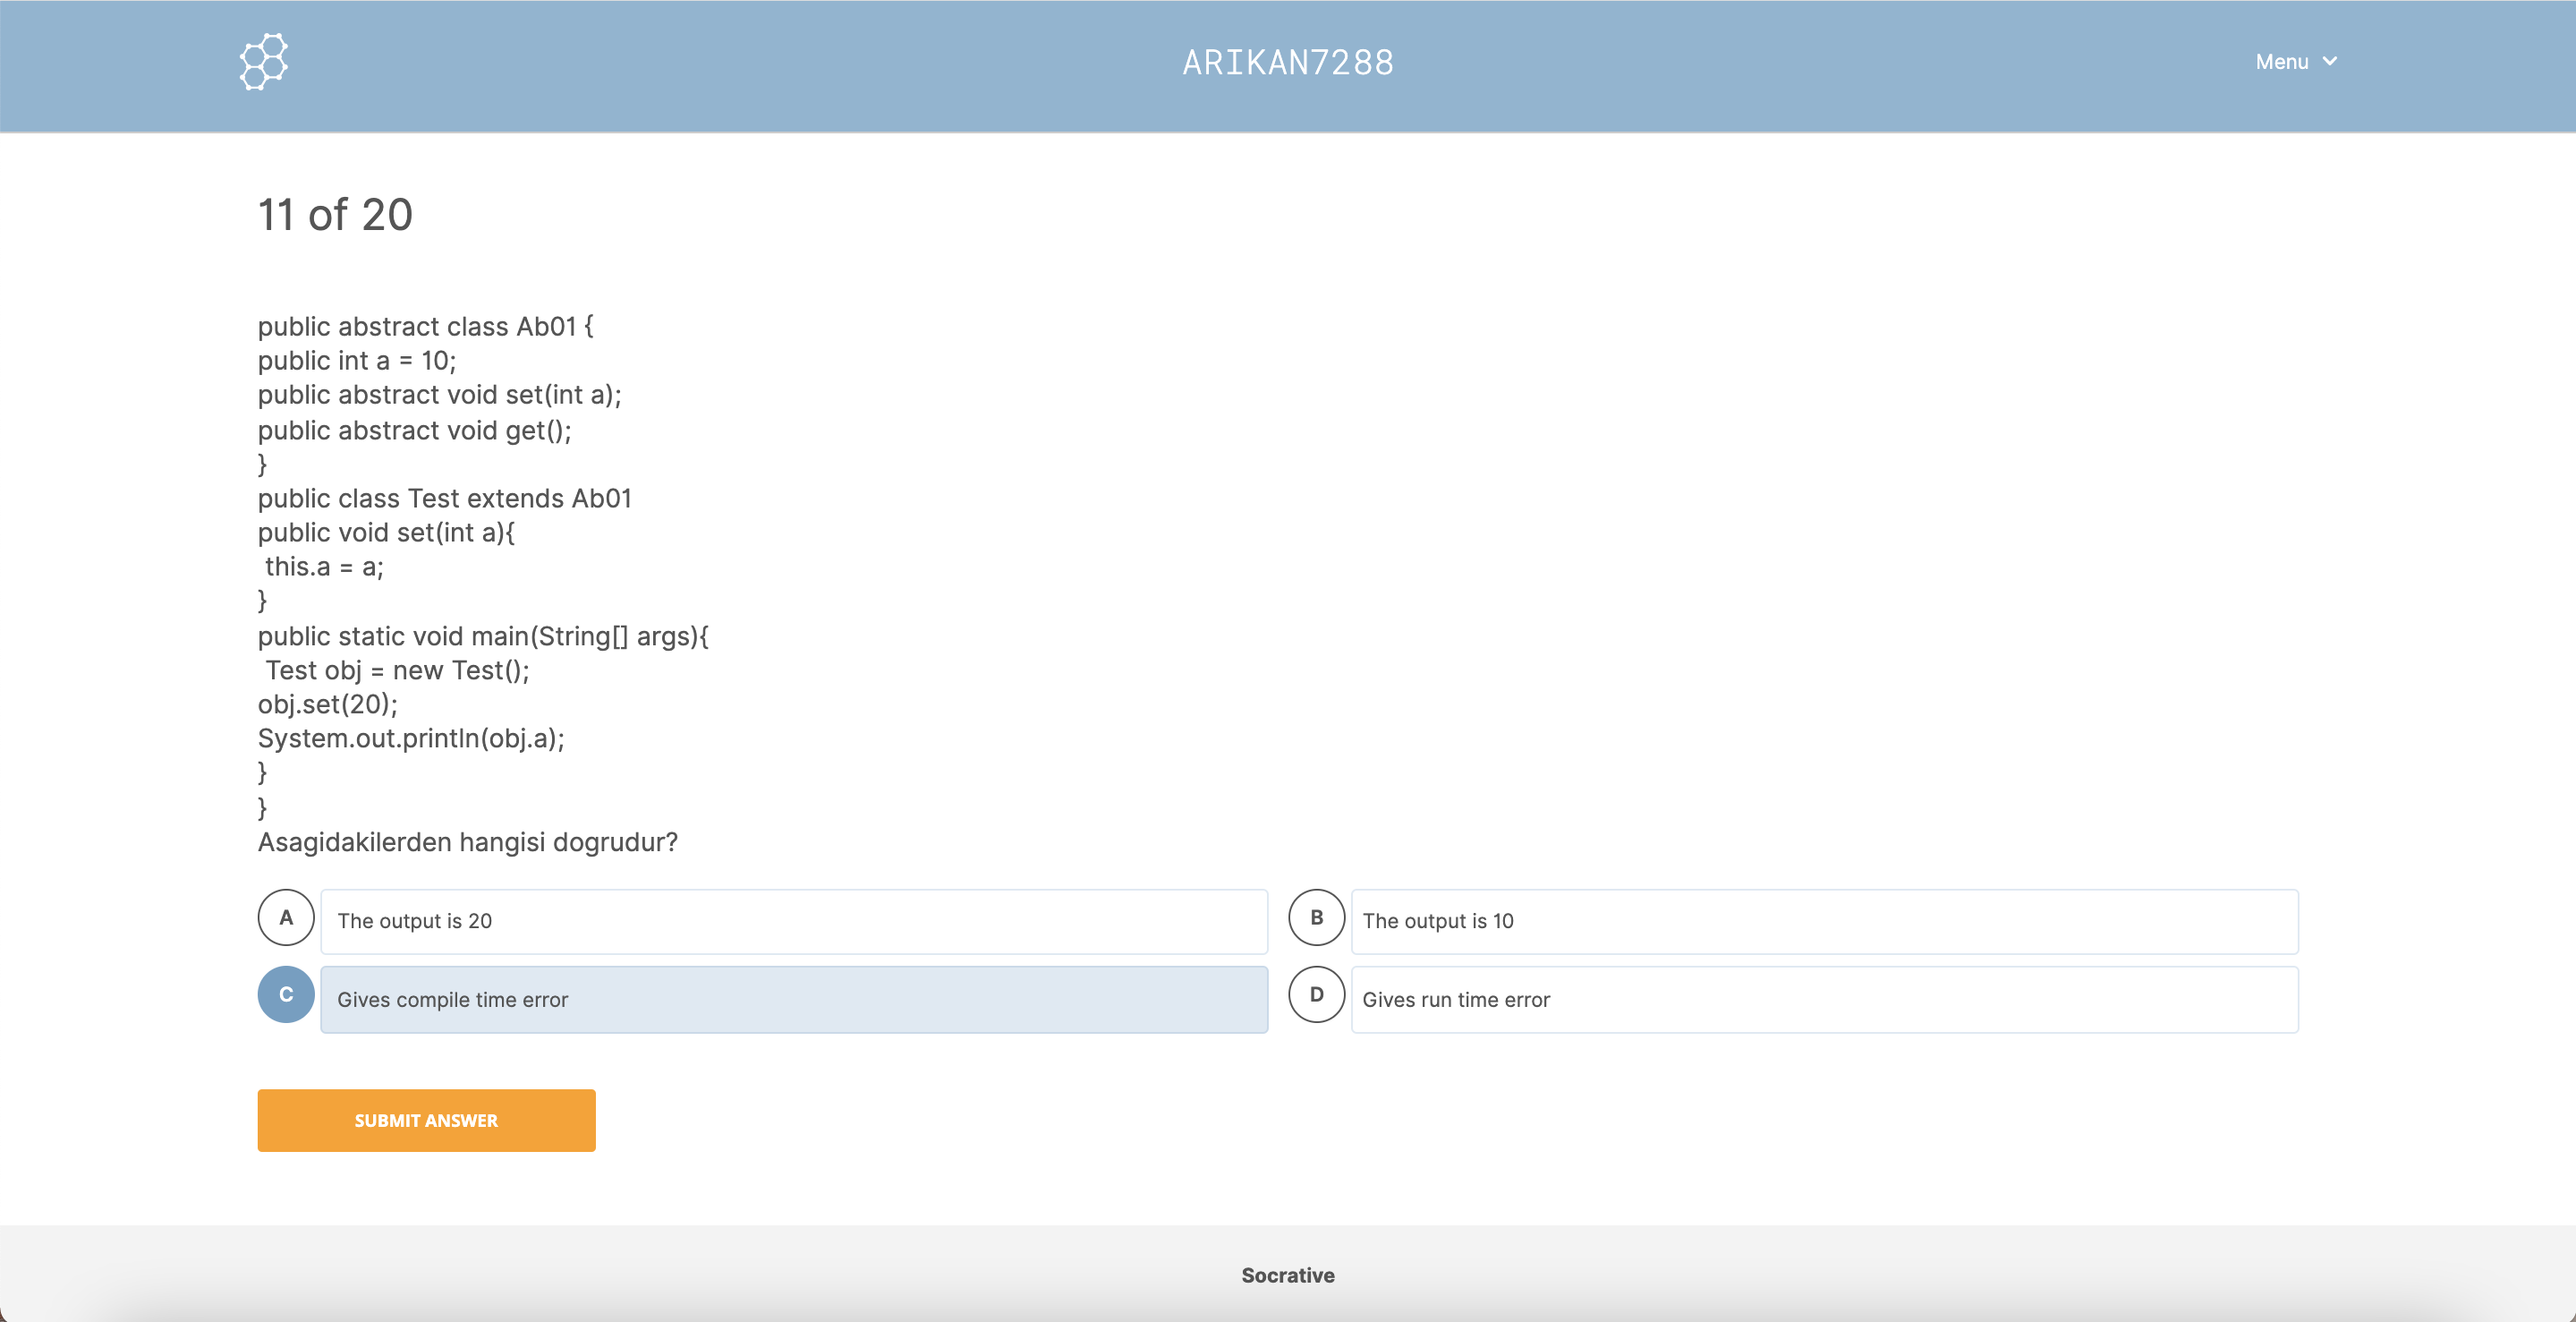 ARIKAN7288
Menu
11 of 20
public abstract class Ab01 {
public int a = 10;
public abstract void set(int a);
public abstract void get();
}
public class Test extends Ab01
public void set(int a){
this.a = a;
}
public static void main(String[] args){
Test obj = new Test();
obj.set(20);
System.out.println(obj.a);
}
}
Asagidakilerden hangisi dogrudur?
A The output is 20
B The output is 10
C Gives compile time error
D Gives run time error
SUBMIT ANSWER
Socrative